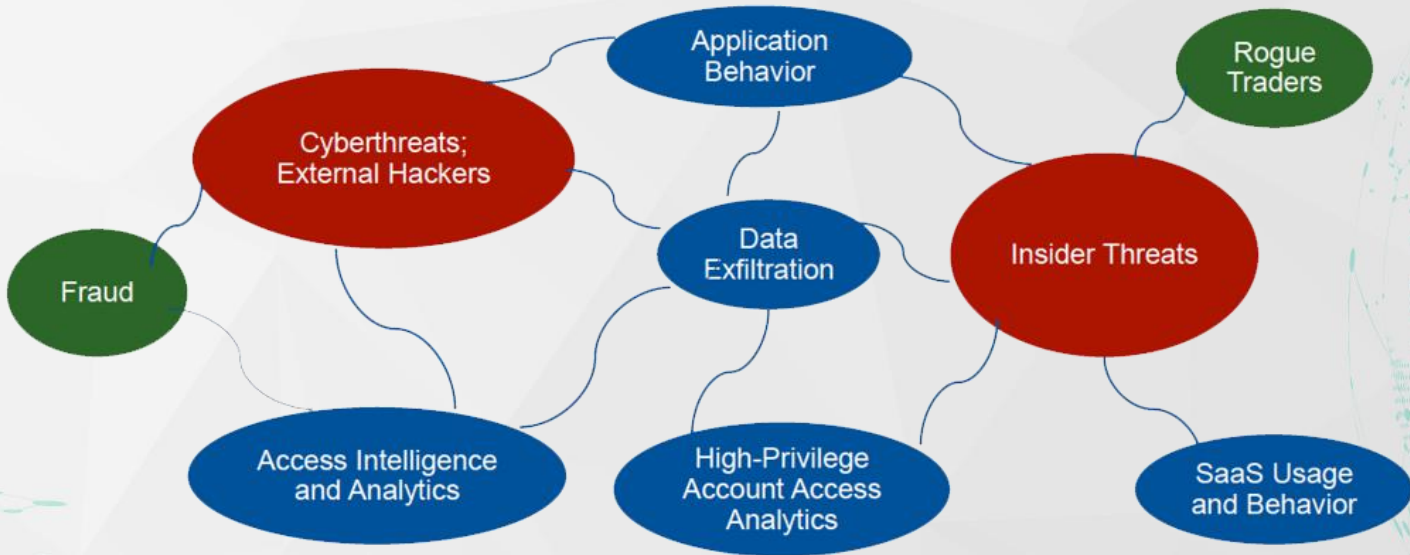 Application
Behavior
Rogue
Traders
Cyberthreats;
External Hackers
Data
Exfiltration
Insider Threats
Fraud
Access Intelligence
and Analytics
High-Privilege
Account Access
Analytics
SaaS Usage
and Behavior